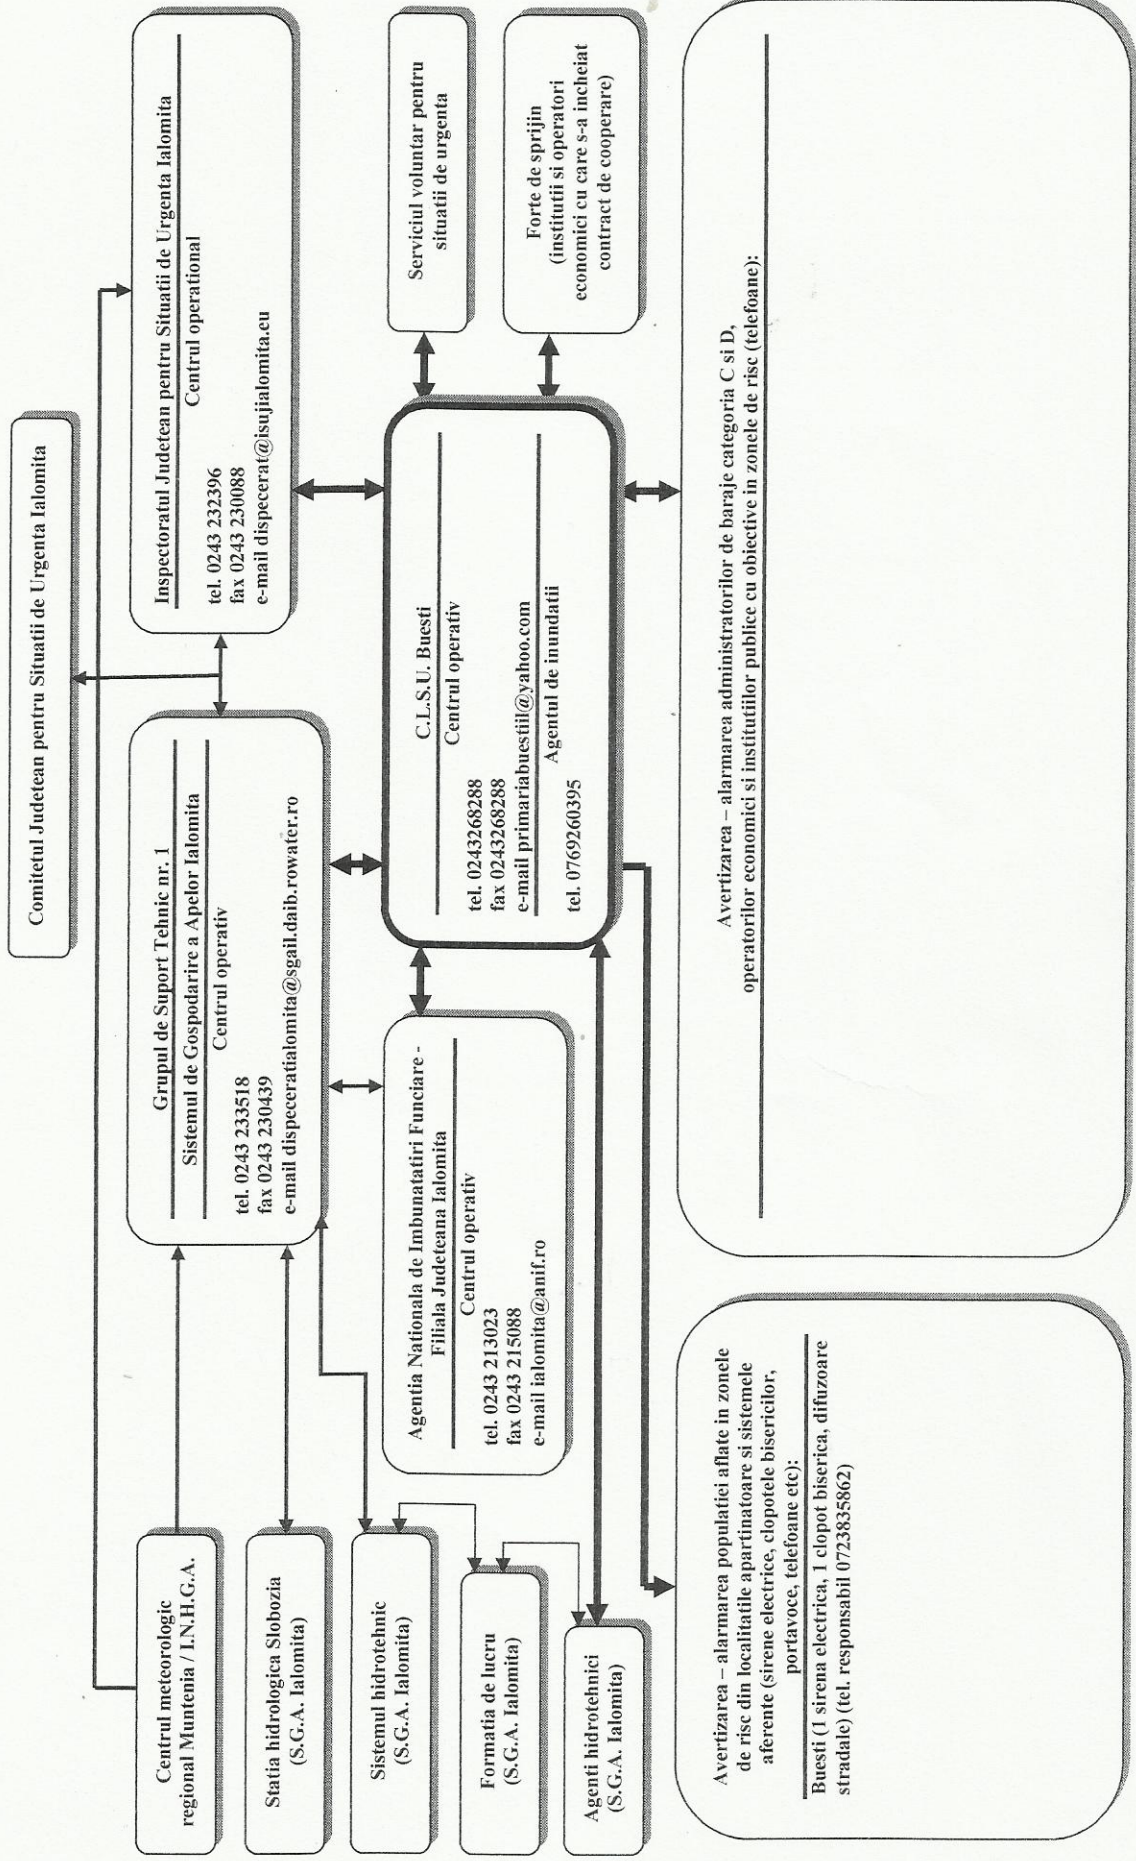 Comitetul Judetean pentru Situatii de Urgenta Ialomita
Centrul meteorologic
regional Muntenia / I.N.H.G.A.
Statia hidrologica Slobozia
(S.G.A. Ialomita)
Sistemul hidrotehnic
(S.G.A. Ialomita)
Formatia de lucru
(S.G.A. Ialomita)
Agenti hidrotehnici
(S.G.A. Ialomita)
Grupul de Suport Tehnic nr. 1
Sistemul de Gospodarire a Apelor Ialomita
Centrul operativ
tel. 0243 233518
fax 0243 230439
e-mail dispeceratialomita@sgail.daib.rowater.ro
Inspectoratul Judetean pentru Situatii de Urgenta Ialomita
Centrul operational
tel. 0243 232396
fax 0243 230088
e-mail dispecerat@isujialomita.eu
Agentia Nationala de Imbunatatiri Funciare -
Filiala Judeteana Ialomita
Centrul operativ
tel. 0243 213023
fax 0243 215088
e-mail ialomita@anif.ro
C.L.S.U. Buesti
Centrul operativ
tel. 0243268288
fax 0243268288
e-mail primariabuestiil@yahoo.com
Agentul de inundatii
tel. 0769260395
Serviciul voluntar pentru
situatii de urgenta
Forte de sprijin
(institutii si operatori
economici cu care s-a incheiat
contract de cooperare)
Avertizarea – alarmarea populatiei aflate in zonele
de risc din localitatile apartinatoare si sistemele
aferente (sirene electrice, clopotele bisericilor,
portavoce, telefoane etc):
Buesti (1 sirena electrica, 1 clopot biserica, difuzoare
stradale) (tel. responsabil 0723835862)
Avertizarea – alarmarea administratorilor de baraje categoria C si D,
operatorilor economici si institutiilor publice cu obiective in zonele de risc (telefoane):